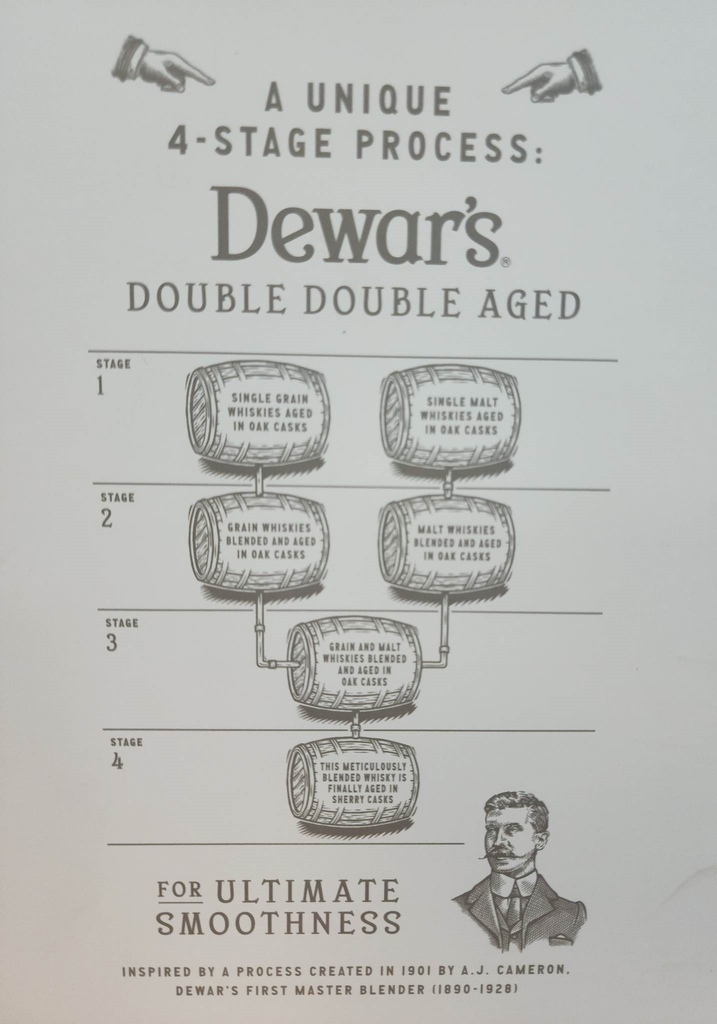 A UNIQUE
4-STAGE PROCESS:
Dewar's®
DOUBLE DOUBLE AGED
STAGE
1
SINGLE GRAIN
WHISKIES AGED
IN OAK CASKS
SINGLE MALT
WHISKIES AGED
IN OAK CASKS
STAGE
2
GRAIN WHISKIES
BLENDED AND AGED
IN OAK CASKS
MALT WHISKIES
BLENDED AND AGED
IN OAK CASKS
STAGE
3
GRAIN AND MALT
WHISKIES BLENDED
AND AGED IN
OAK CASKS
STAGE
4
THIS METICULOUSLY
BLENDED WHISKY IS
FINALLY AGED IN
SHERRY CASKS
FOR ULTIMATE
SMOOTHNESS
INSPIRED BY A PROCESS CREATED IN 1901 BY A.J. CAMERON,
DEWAR'S FIRST MASTER BLENDER (1890-1928)